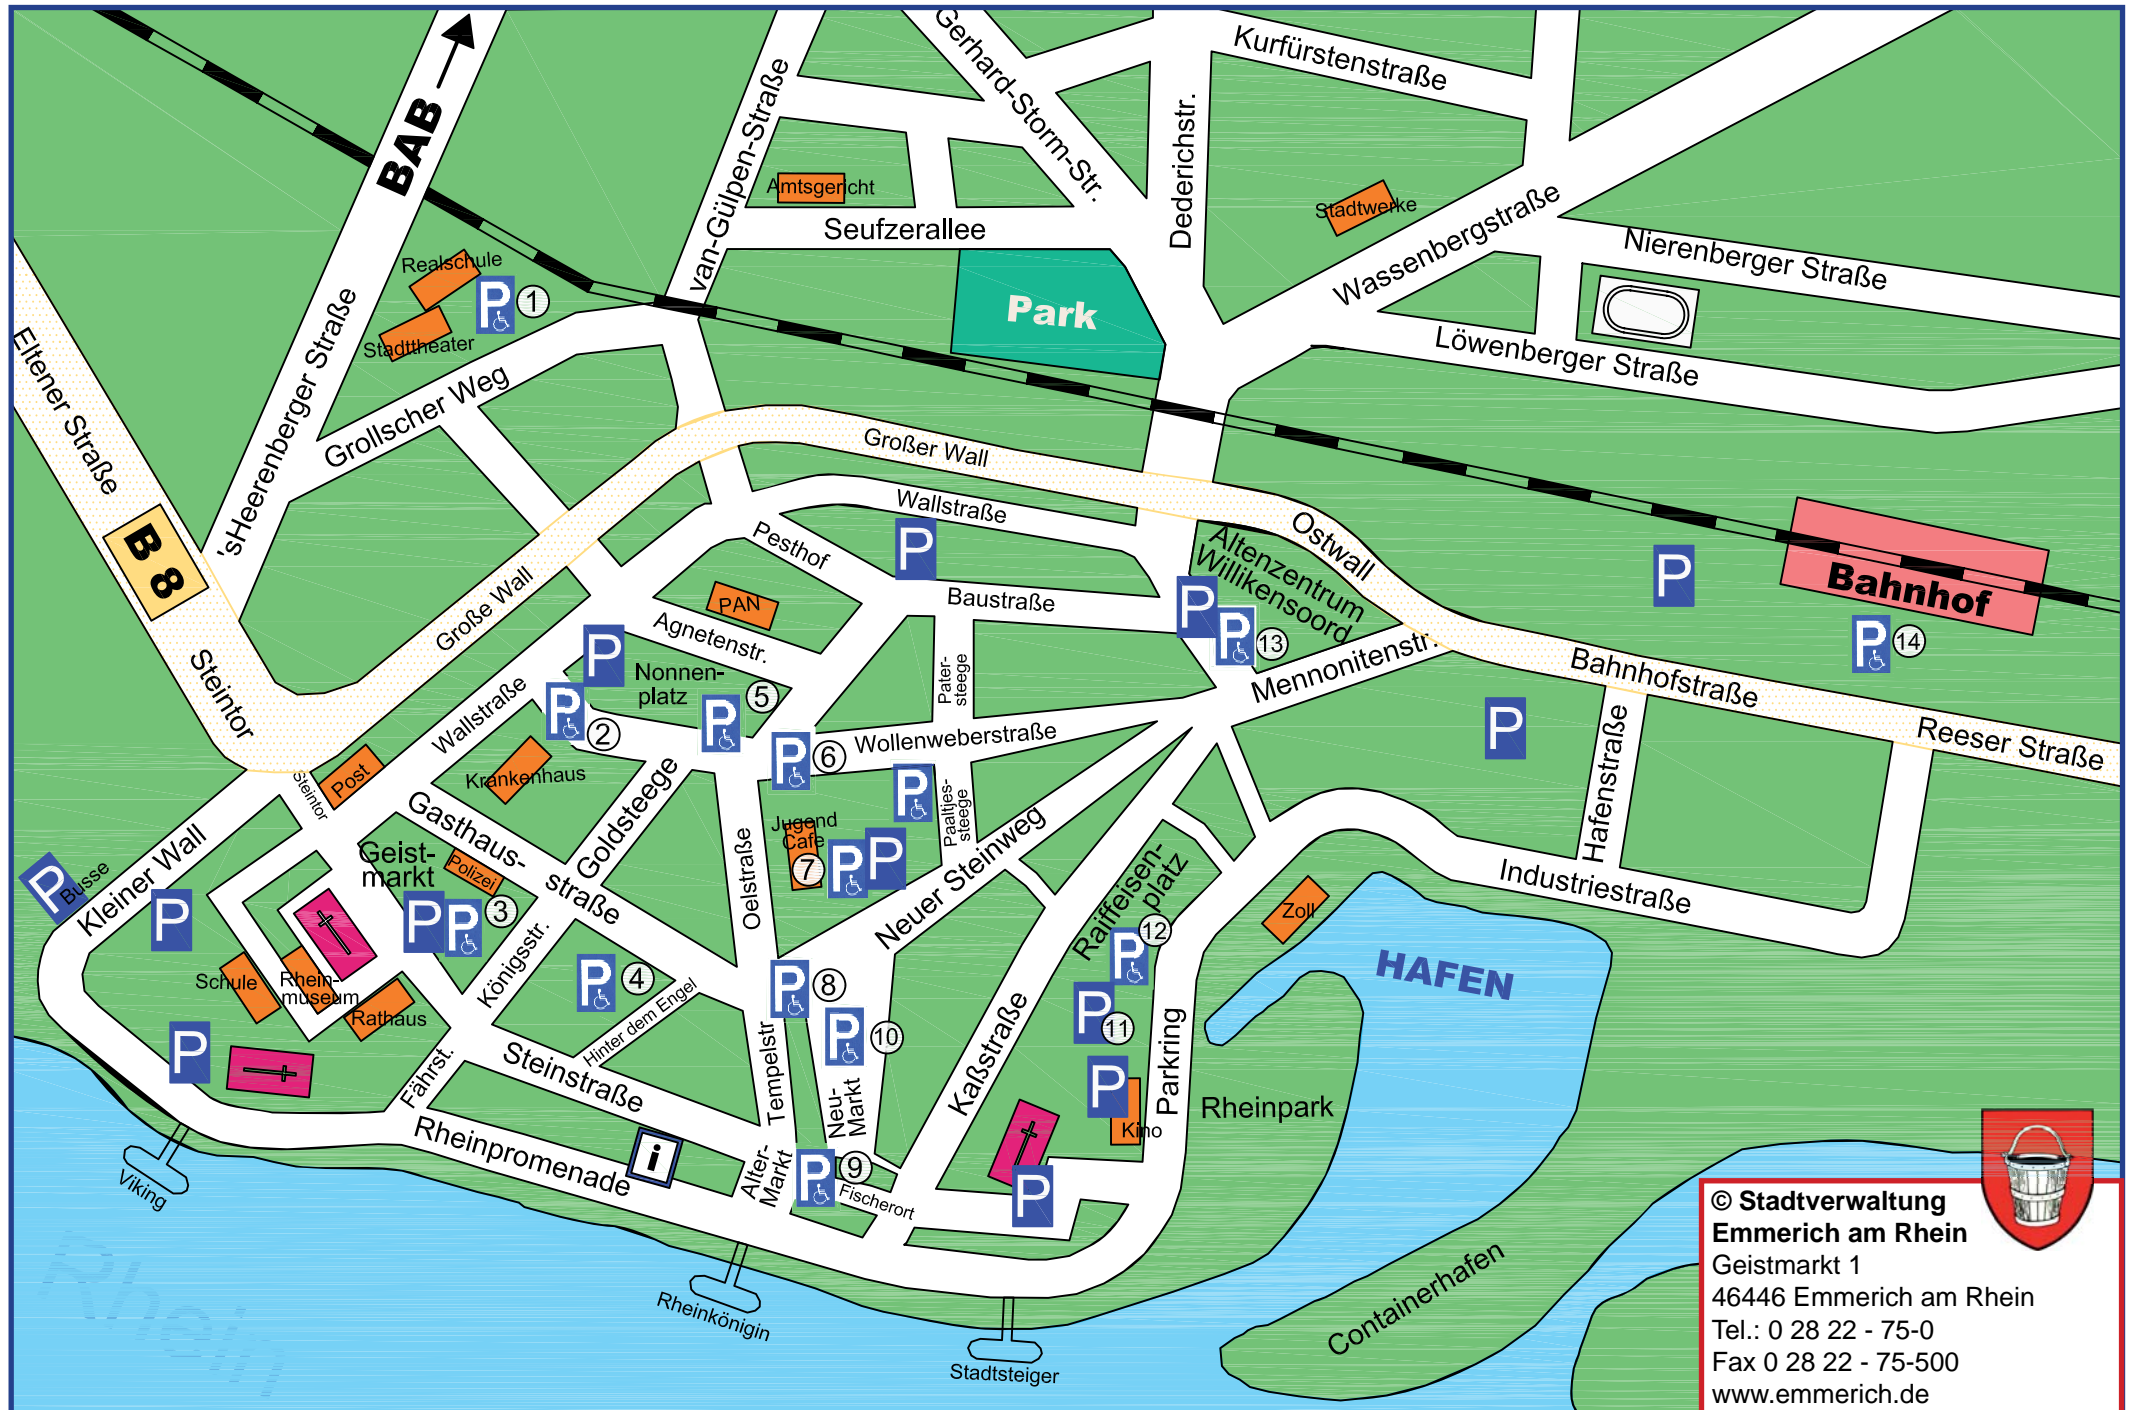 BAB
van-Gülpen-Straße
Gerhard-Storm-Str.
Kurfürstenstraße
Dederichstr.
Amtsgericht
Seufzerallee
Stadtwerke
Wassenbergstraße
Nierenberger Straße
Löwenberger Straße
Park
Realschule
P
1
Stadttheater
'sHeerenberger Straße
Grollscher Weg
Eltener Straße
B 8
Steintor
Großer Wall
Große Wall
Wallstraße
Pesthof
P
Baustraße
Altenzentrum
Willikensoord
Ostwall
P
P
13
Mennonitenstr.
P
Bahnhof
P
14
Bahnhofstraße
Reeser Straße
P
Hafenstraße
Industriestraße
PAN
Agnetenstr.
P
Nonnen-
platz
P
5
P
2
Wallstraße
Krankenhaus
Pater-
steege
P
6
Wollenweberstraße
Steintor
Post
Goldsteege
Gasthaus-
straße
Geist-
markt
Polizei
P
P
3
Königsstr.
Oelstraße
Jugend
Cafe
7
P
P
P
Paaltjes-
steege
Neuer Steinweg
Raiffeisen-
platz
12
P
P
11
P
Kino
Zoll
HAFEN
P
Busse
Kleiner Wall
P
Schule
Rhein-
museum
Rathaus
P
P
4
Hinter dem Engel
P
8
P
10
Neu-
Markt
Tempelstr
Kaßstraße
Parkring
Rheinpark
Fährst.
Steinstraße
Rheinpromenade
i
Alter-
Markt
P
9
Fischerort
P
Viking
Rheinkönigin
Stadtsteiger
Containerhafen
Rhein
© Stadtverwaltung
Emmerich am Rhein
Geistmarkt 1
46446 Emmerich am Rhein
Tel.: 0 28 22 - 75-0
Fax 0 28 22 - 75-500
www.emmerich.de